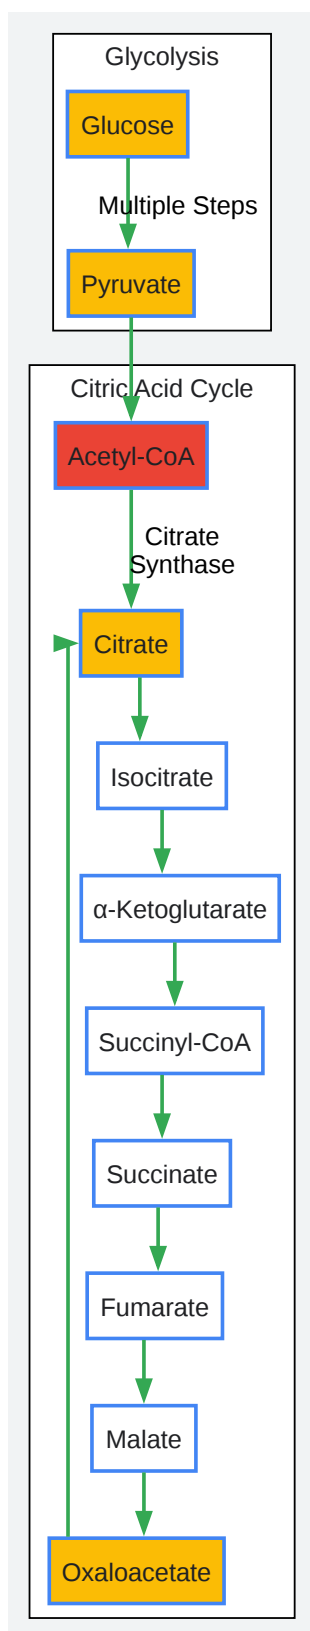 Glycolysis
Glucose
Multiple Steps
Pyruvate
Citric Acid Cycle
Acetyl-CoA
Citrate
Synthase
Citrate
Isocitrate
α-Ketoglutarate
Succinyl-CoA
Succinate
Fumarate
Malate
Oxaloacetate